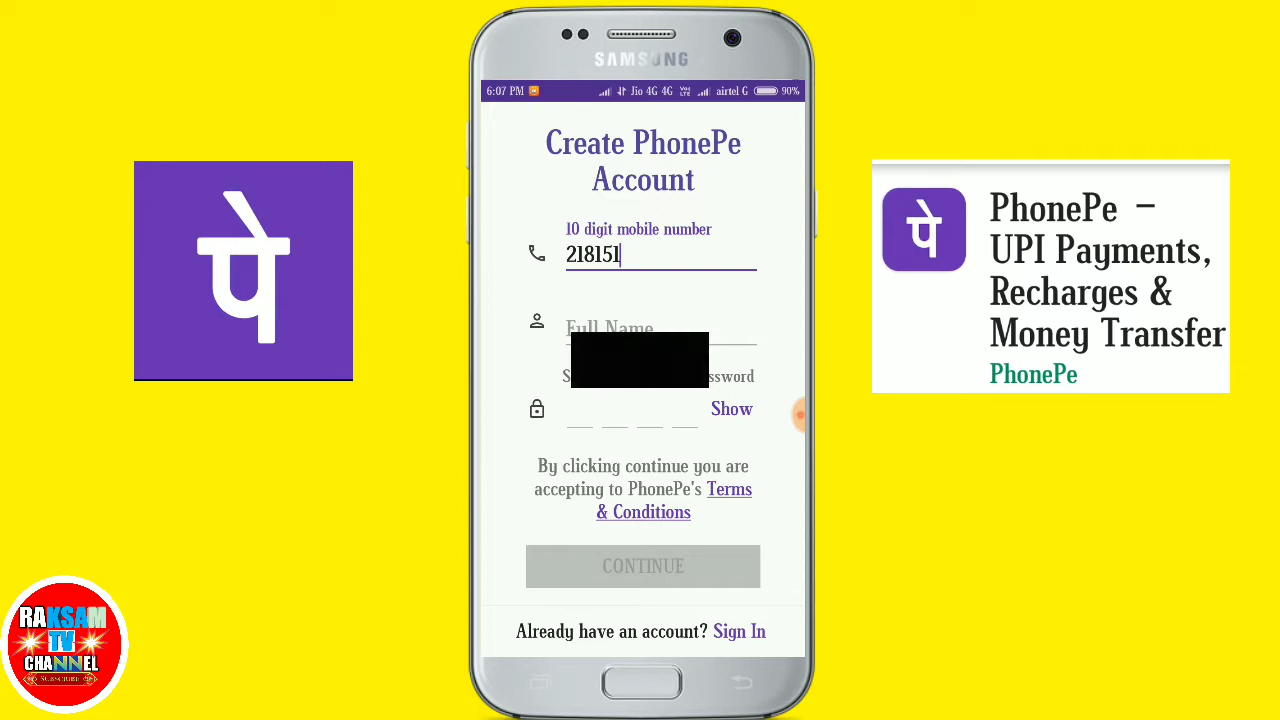 SAMSUNG
6:07 PM Jio 4G 4G VoLTE airtel G 90%
Create PhonePe
Account
10 digit mobile number
218151
Full Name
S ssword
Show
By clicking continue you are
accepting to PhonePe's Terms
& Conditions
CONTINUE
Already have an account? Sign In
पे
पे
PhonePe –
UPI Payments,
Recharges &
Money Transfer
PhonePe
RAKSAM
TV
CHANNEL
SUBSCRIBE